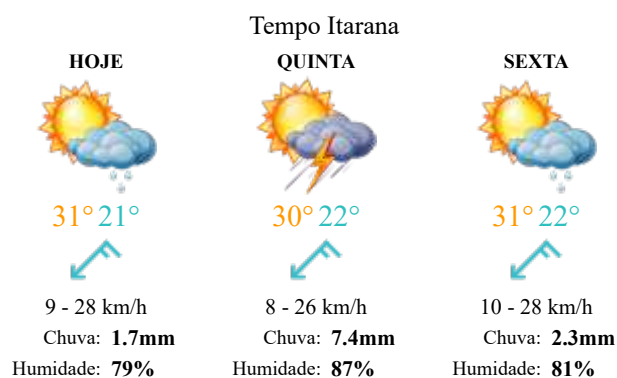 Tempo Itarana
HOJE QUINTA SEXTA
31° 21° 30° 22° 31° 22°
9 - 28 km/h 8 - 26 km/h 10 - 28 km/h
Chuva: 1.7mm Chuva: 7.4mm Chuva: 2.3mm
Humidade: 79% Humidade: 87% Humidade: 81%